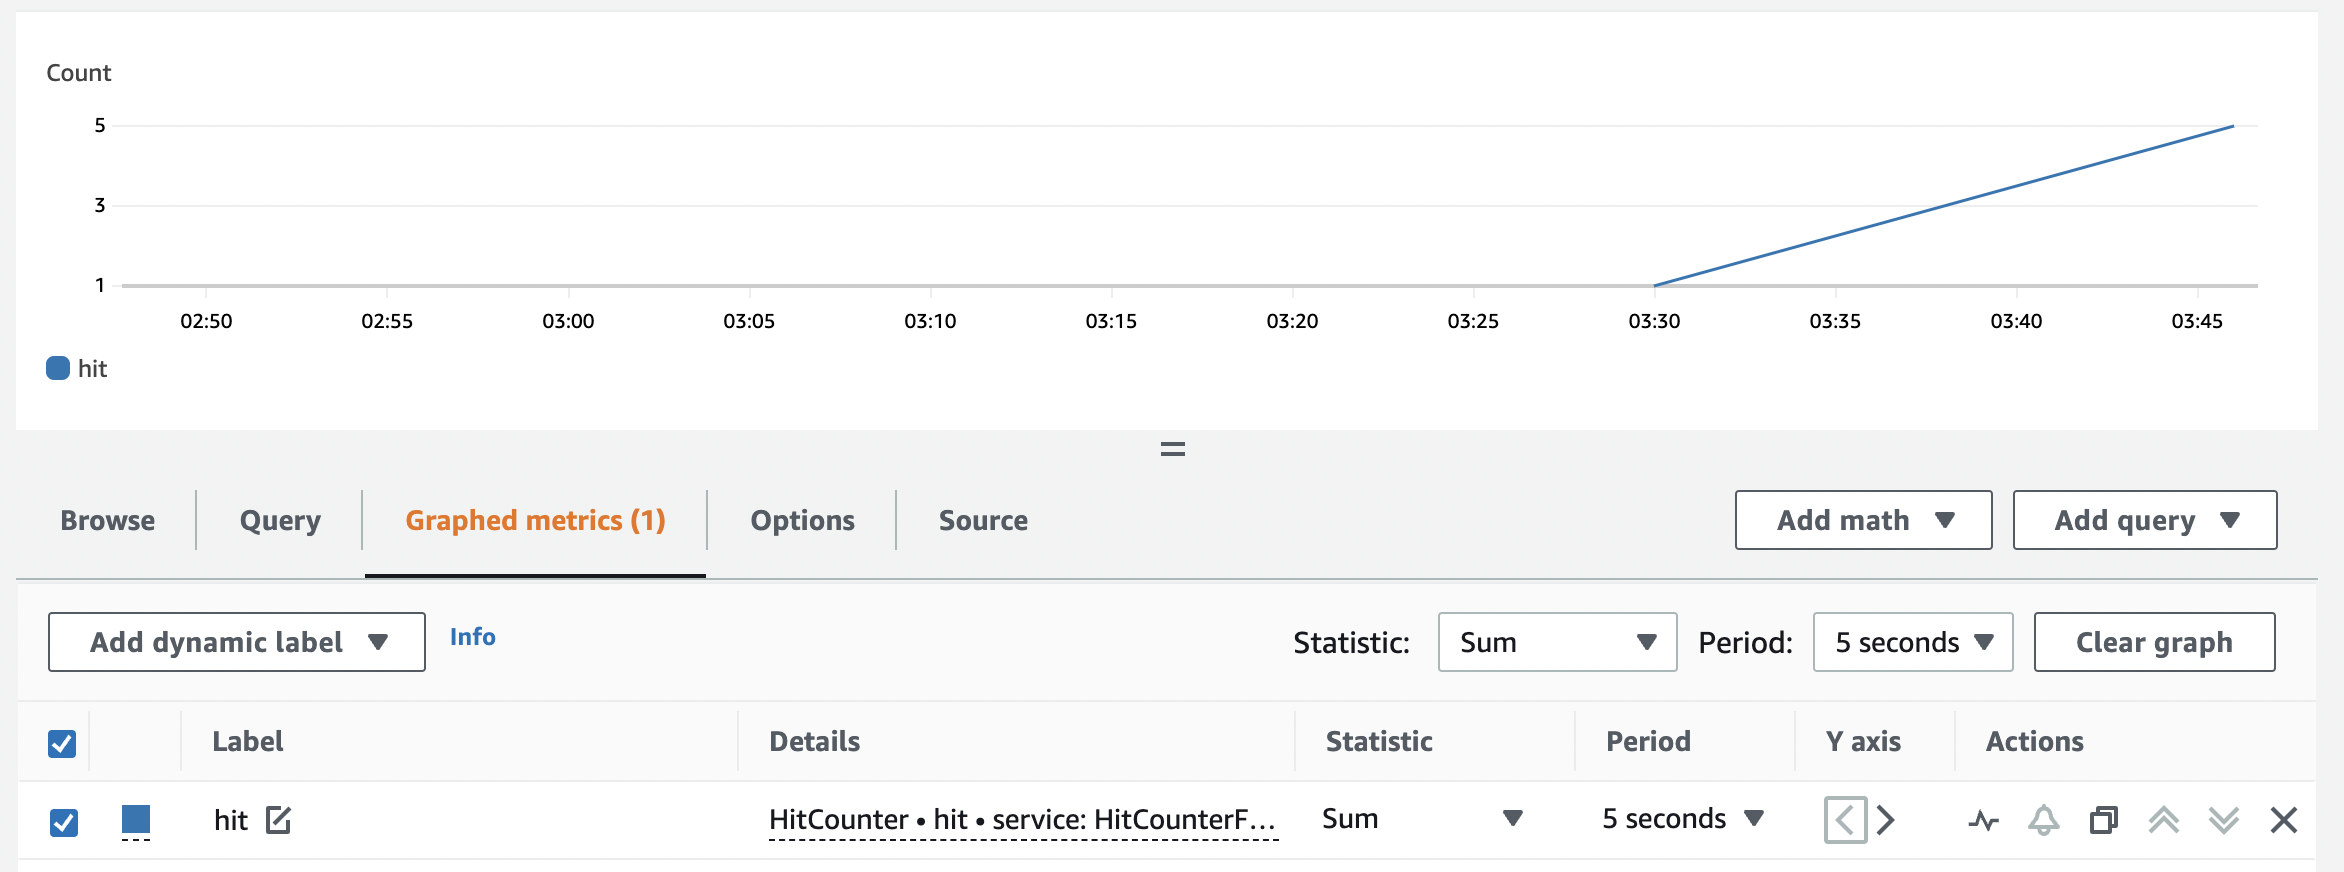 Count
5
3
1
02:50 02:55 03:00 03:05 03:10 03:15 03:20 03:25 03:30 03:35 03:40 03:45
hit
Browse Query Graphed metrics (1) Options Source Add math Add query
Add dynamic label Info Statistic: Sum Period: 5 seconds Clear graph
Label Details Statistic Period Y axis Actions
hit HitCounter • hit • service: HitCounterF... Sum 5 seconds